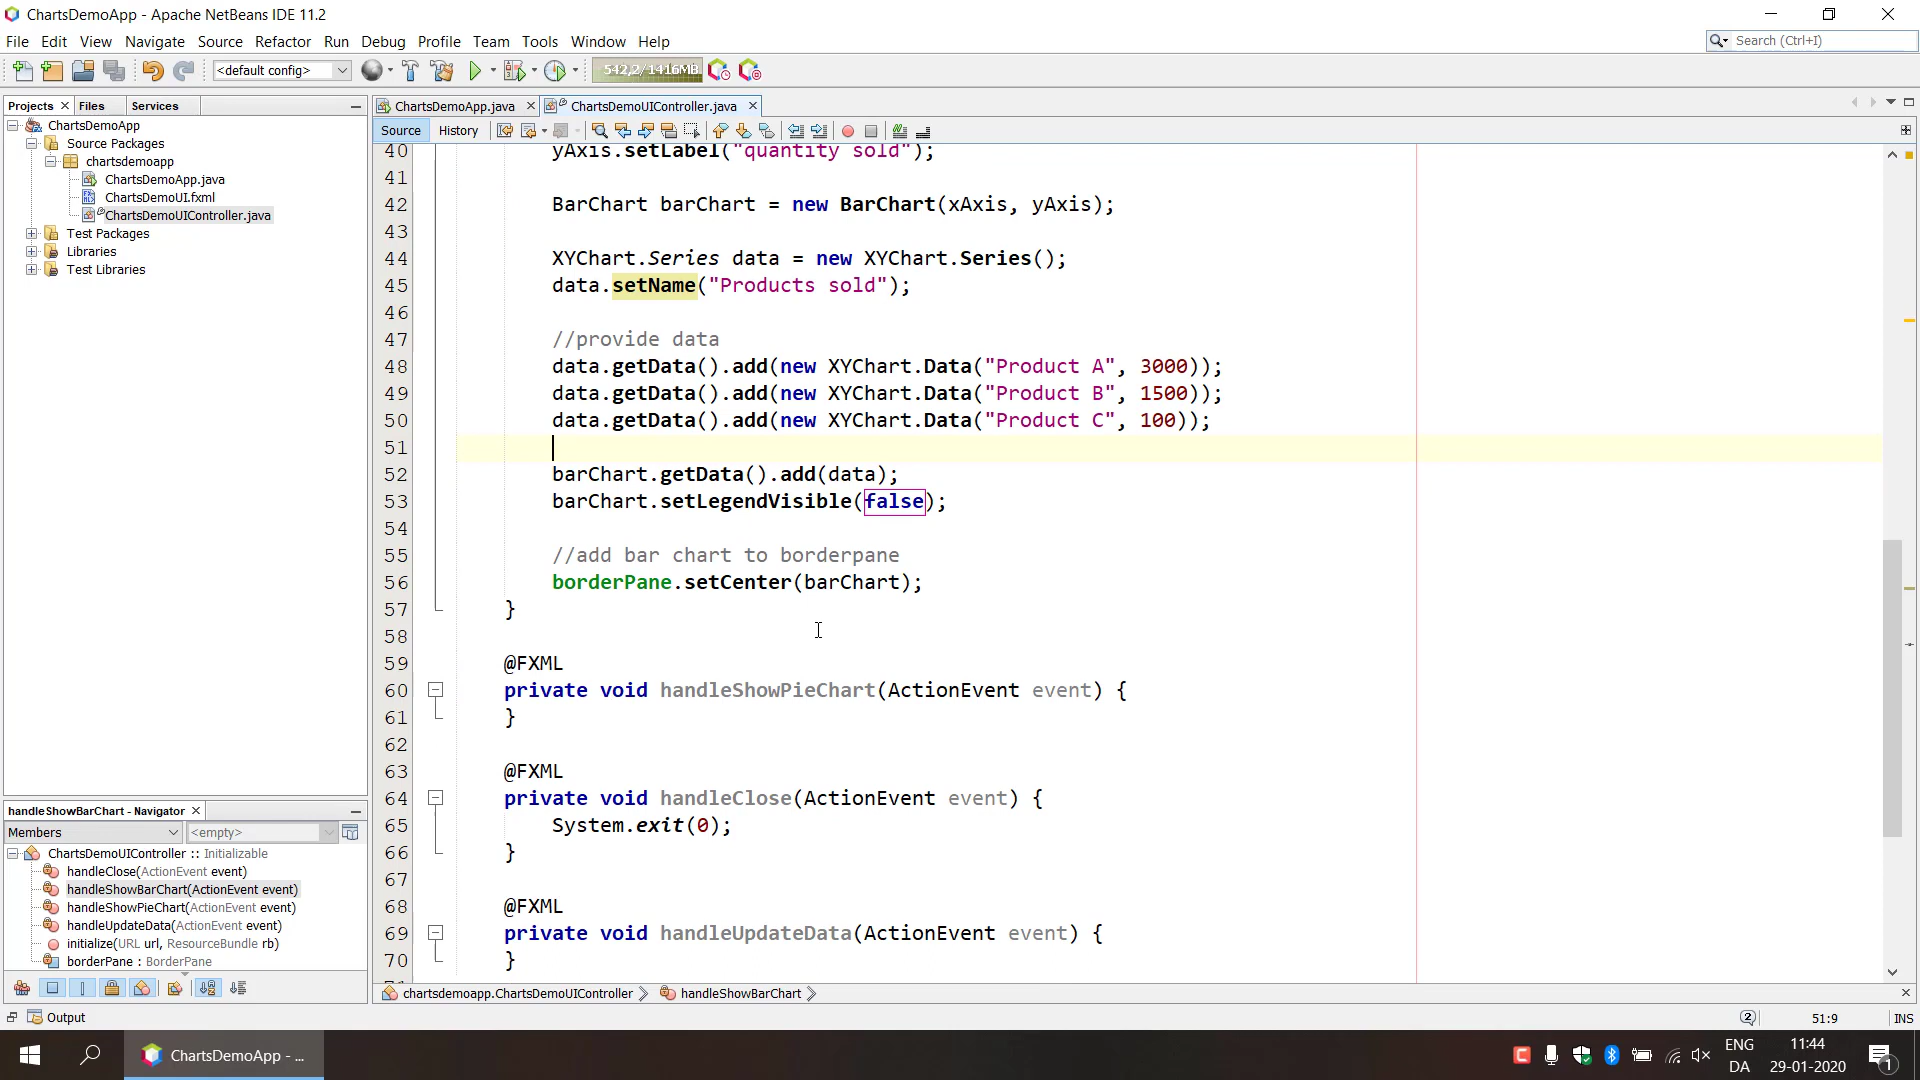 ChartsDemoApp - Apache NetBeans IDE 11.2
File Edit View Navigate Source Refactor Run Debug Profile Team Tools Window Help
Search (Ctrl+I)
<default config>
542,2/1416MB
Projects Files Services
ChartsDemoApp.java ChartsDemoUIController.java
Source History
ChartsDemoApp
Source Packages
chartsdemoapp
ChartsDemoApp.java
ChartsDemoUI.fxml
ChartsDemoUIController.java
Test Packages
Libraries
Test Libraries
40 yAxis.setLabel("quantity sold");
41
42 BarChart barChart = new BarChart(xAxis, yAxis);
43
44 XYChart.Series data = new XYChart.Series();
45 data.setName("Products sold");
46
47 //provide data
48 data.getData().add(new XYChart.Data("Product A", 3000));
49 data.getData().add(new XYChart.Data("Product B", 1500));
50 data.getData().add(new XYChart.Data("Product C", 100));
51
52 barChart.getData().add(data);
53 barChart.setLegendVisible(false);
54
55 //add bar chart to borderpane
56 borderPane.setCenter(barChart);
57 }
58
59 @FXML
60 private void handleShowPieChart(ActionEvent event) {
61 }
62
63 @FXML
64 private void handleClose(ActionEvent event) {
65 System.exit(0);
66 }
67
68 @FXML
69 private void handleUpdateData(ActionEvent event) {
70 }
handleShowBarChart - Navigator
Members <empty>
ChartsDemoUIController :: Initializable
handleClose(ActionEvent event)
handleShowBarChart(ActionEvent event)
handleShowPieChart(ActionEvent event)
handleUpdateData(ActionEvent event)
initialize(URL url, ResourceBundle rb)
borderPane : BorderPane
chartsdemoapp.ChartsDemoUIController handleShowBarChart
Output
2 51:9 INS
ChartsDemoApp - ...
ENG
DA
11:44
29-01-2020
1